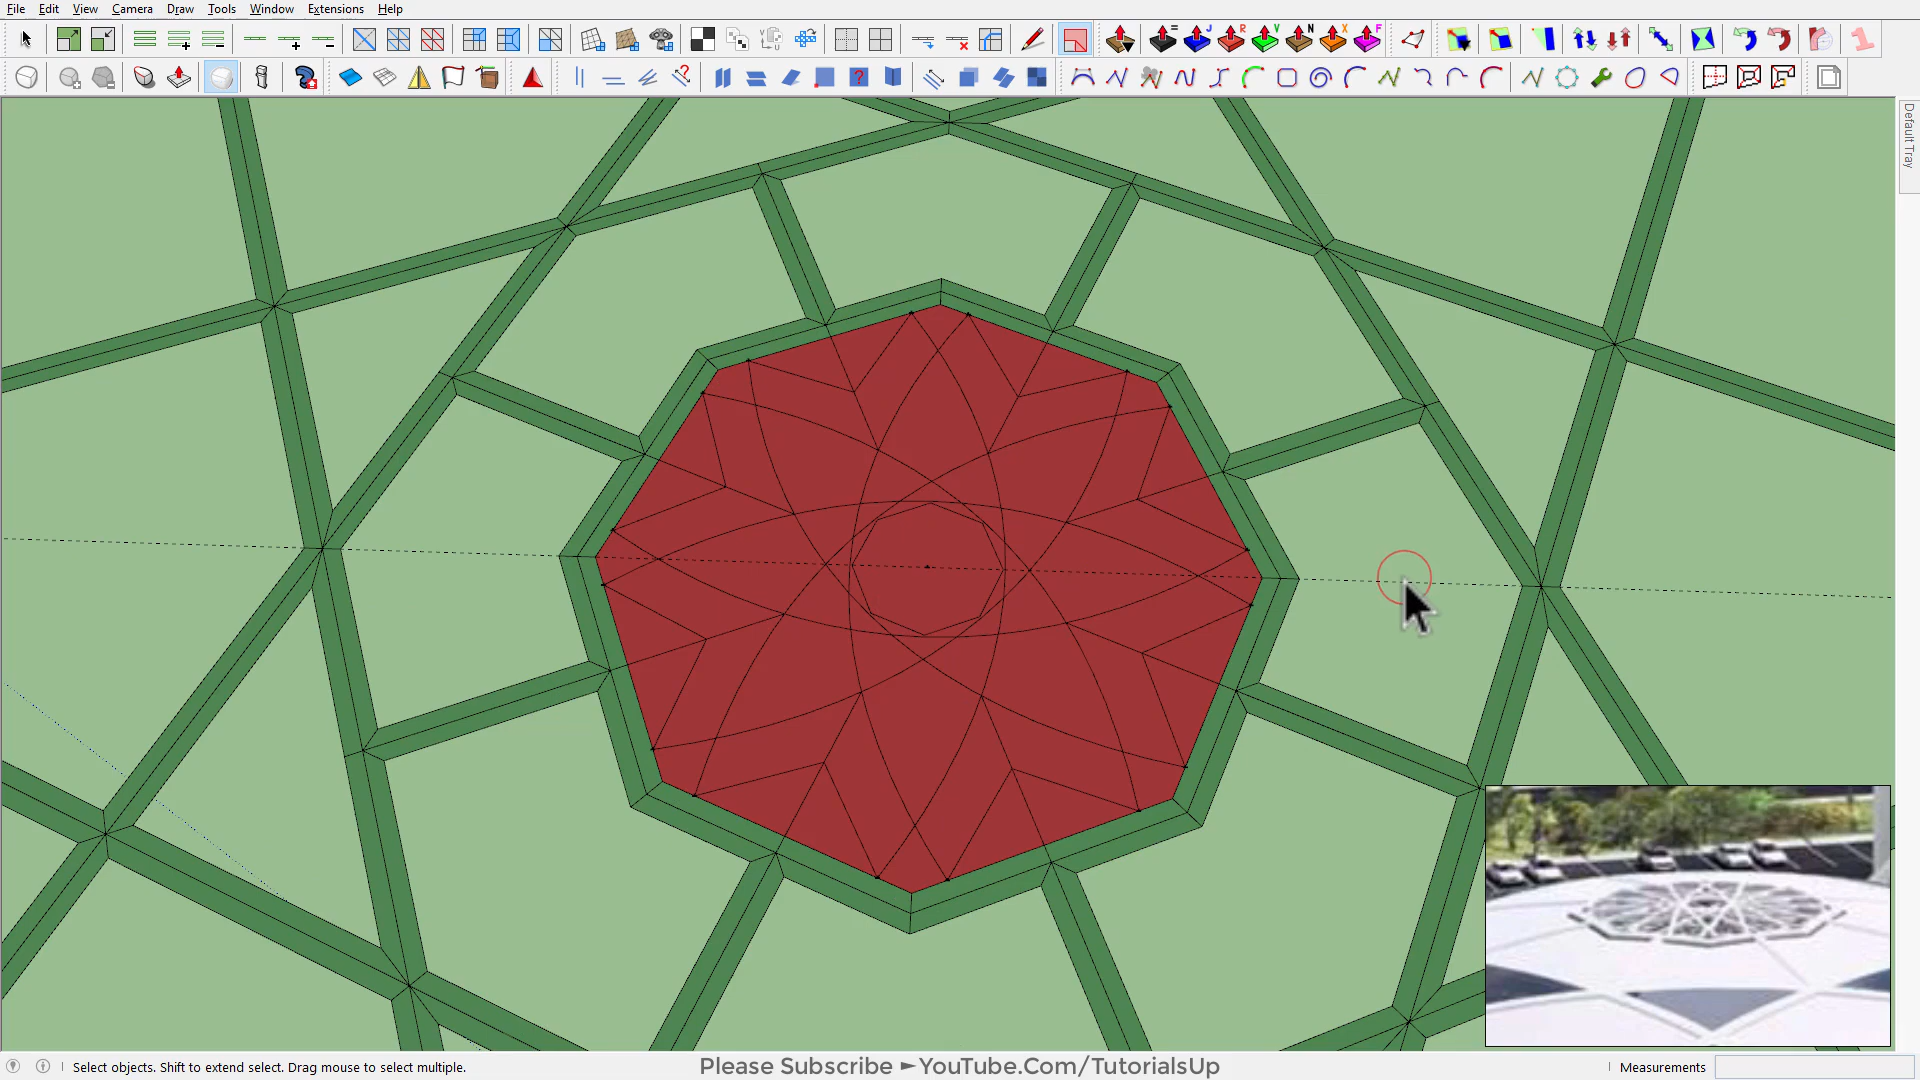 File Edit View Camera Draw Tools Window Extensions Help
Default Tray
Select objects. Shift to extend select. Drag mouse to select multiple.
Please Subscribe ►YouTube.Com/TutorialsUp
Measurements